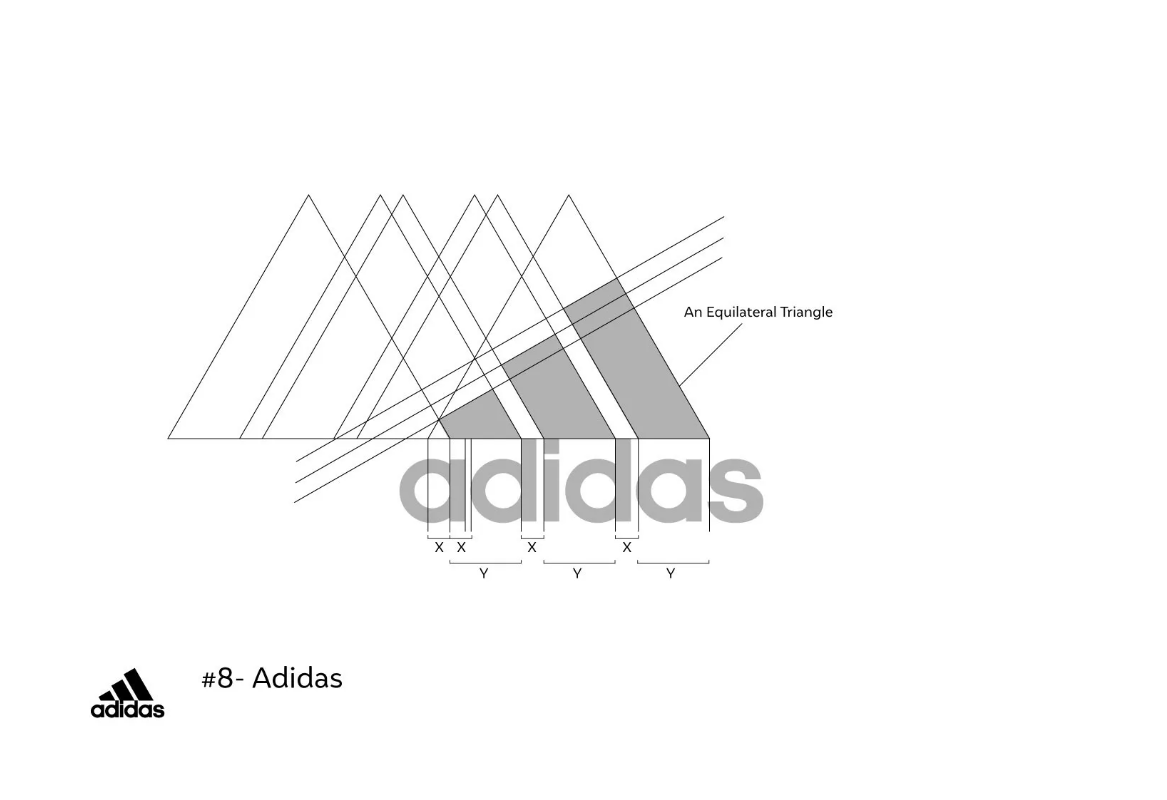 An Equilateral Triangle
adidas
X X X X
Y Y Y
#8- Adidas
adidas